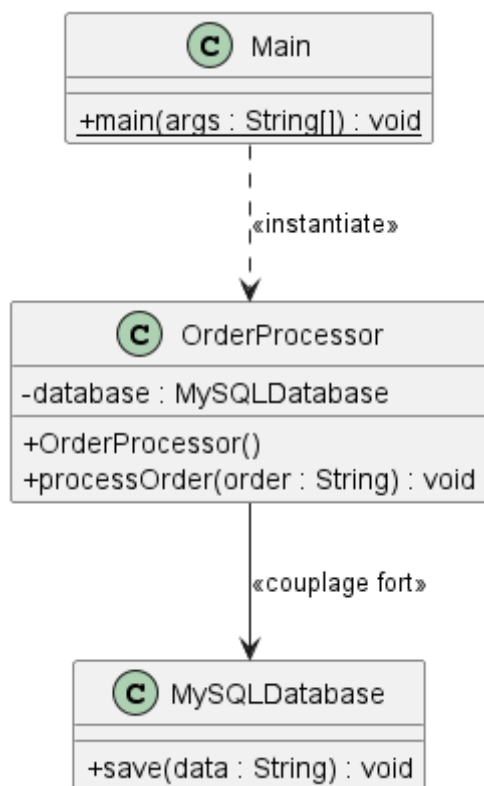 C Main
+main(args : String[]) : void
«instantiate»
C OrderProcessor
-database : MySQLDatabase
+OrderProcessor()
+processOrder(order : String) : void
«couplage fort»
C MySQLDatabase
+save(data : String) : void